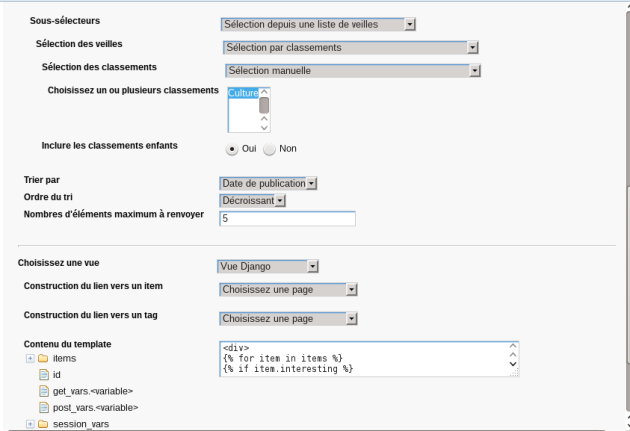 Sous-sélecteurs Sélection depuis une liste de veilles
Sélection des veilles Sélection par classements
Sélection des classements Sélection manuelle
Choisissez un ou plusieurs classements Culture
Inclure les classements enfants Oui Non
Trier par Date de publication
Ordre du tri Décroissant
Nombres d'éléments maximum à renvoyer 5
Choisissez une vue Vue Django
Construction du lien vers un item Choisissez une page
Construction du lien vers un tag Choisissez une page
Contenu du template <div>
items {% for item in items %}
{% if item.interesting %}
id
get_vars.<variable>
post_vars.<variable>
session_vars